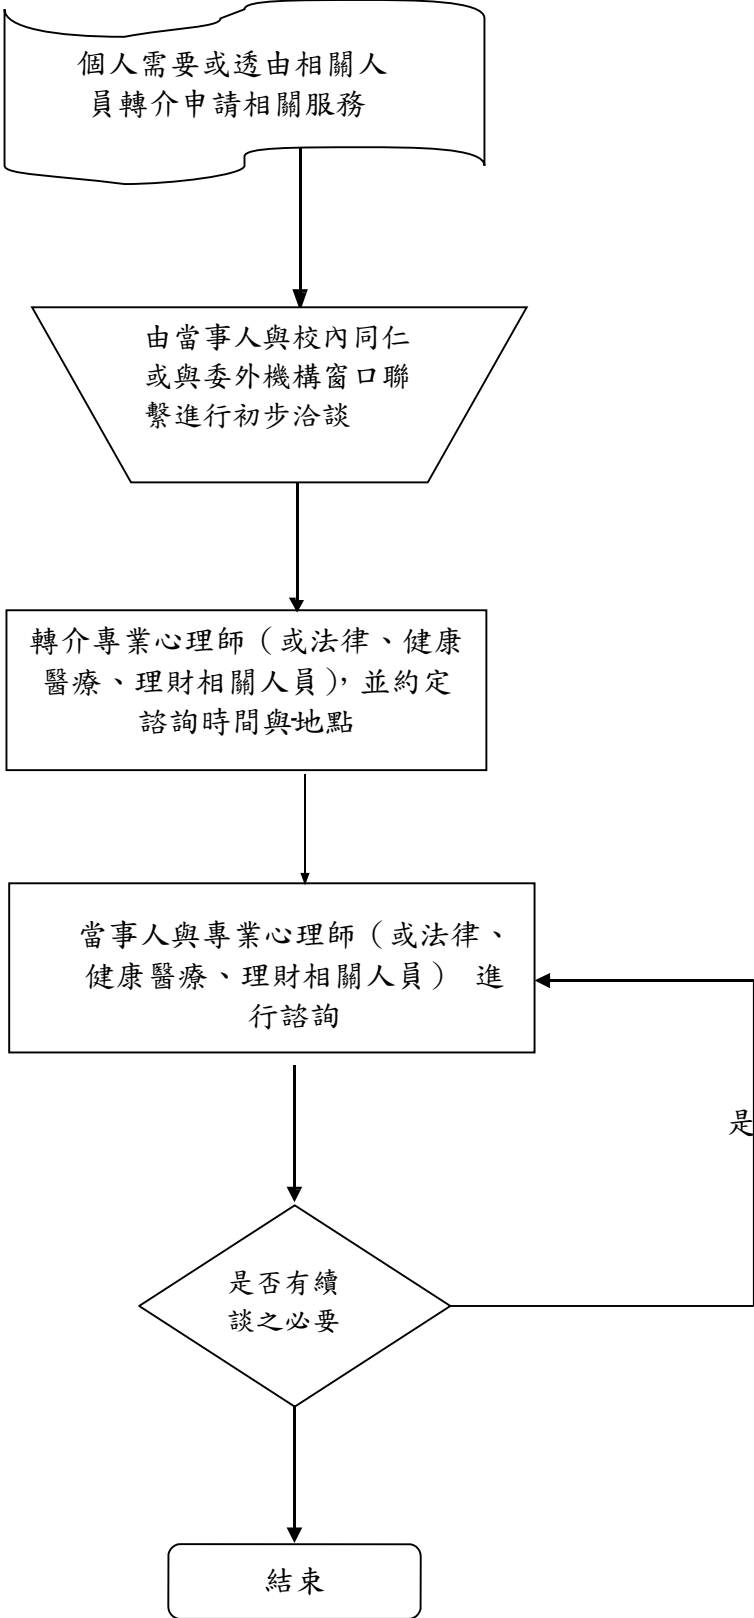 個人需要或透由相關人
員轉介申請相關服務
由當事人與校內同仁
或與委外機構窗口聯
繫進行初步洽談
轉介專業心理師（或法律、健康
醫療、理財相關人員），並約定
諮詢時間與地點
當事人與專業心理師（或法律、
健康醫療、理財相關人員） 進
行諮詢
是
是否有續
談之必要
結束